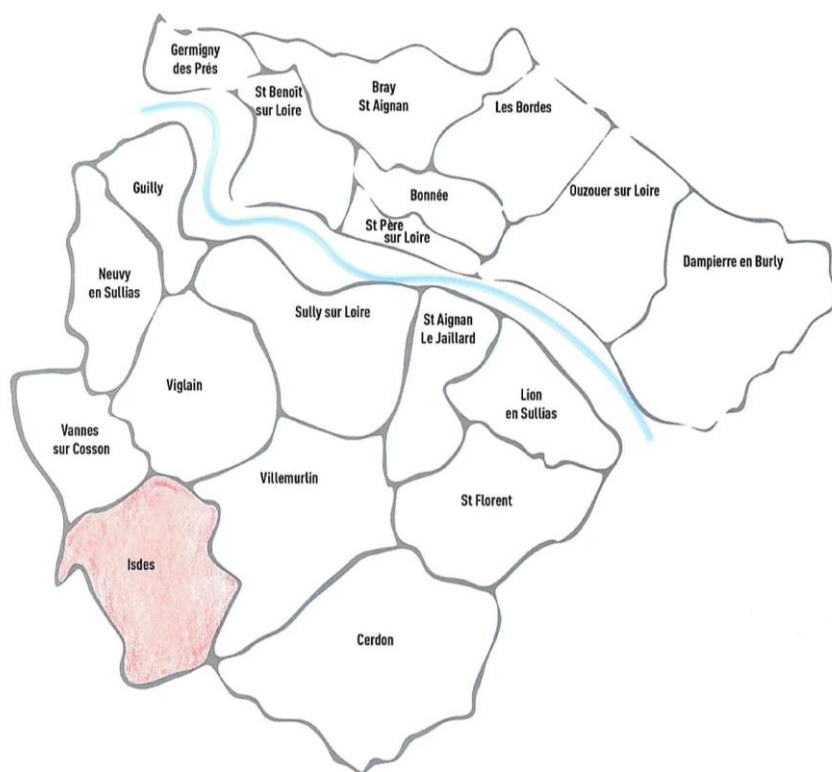 Germigny
des Prés
St Benoît
sur Loire
Bray
St Aignan
Les Bordes
Guilly
Bonnée
Ouzouer sur Loire
St Père
sur Loire
Neuvy
en Sullias
Dampierre en Burly
Sully sur Loire
St Aignan
Le Jaillard
Viglain
Lion
en Sullias
Vannes
sur Cosson
Villemurlin
St Florent
Isdes
Cerdon